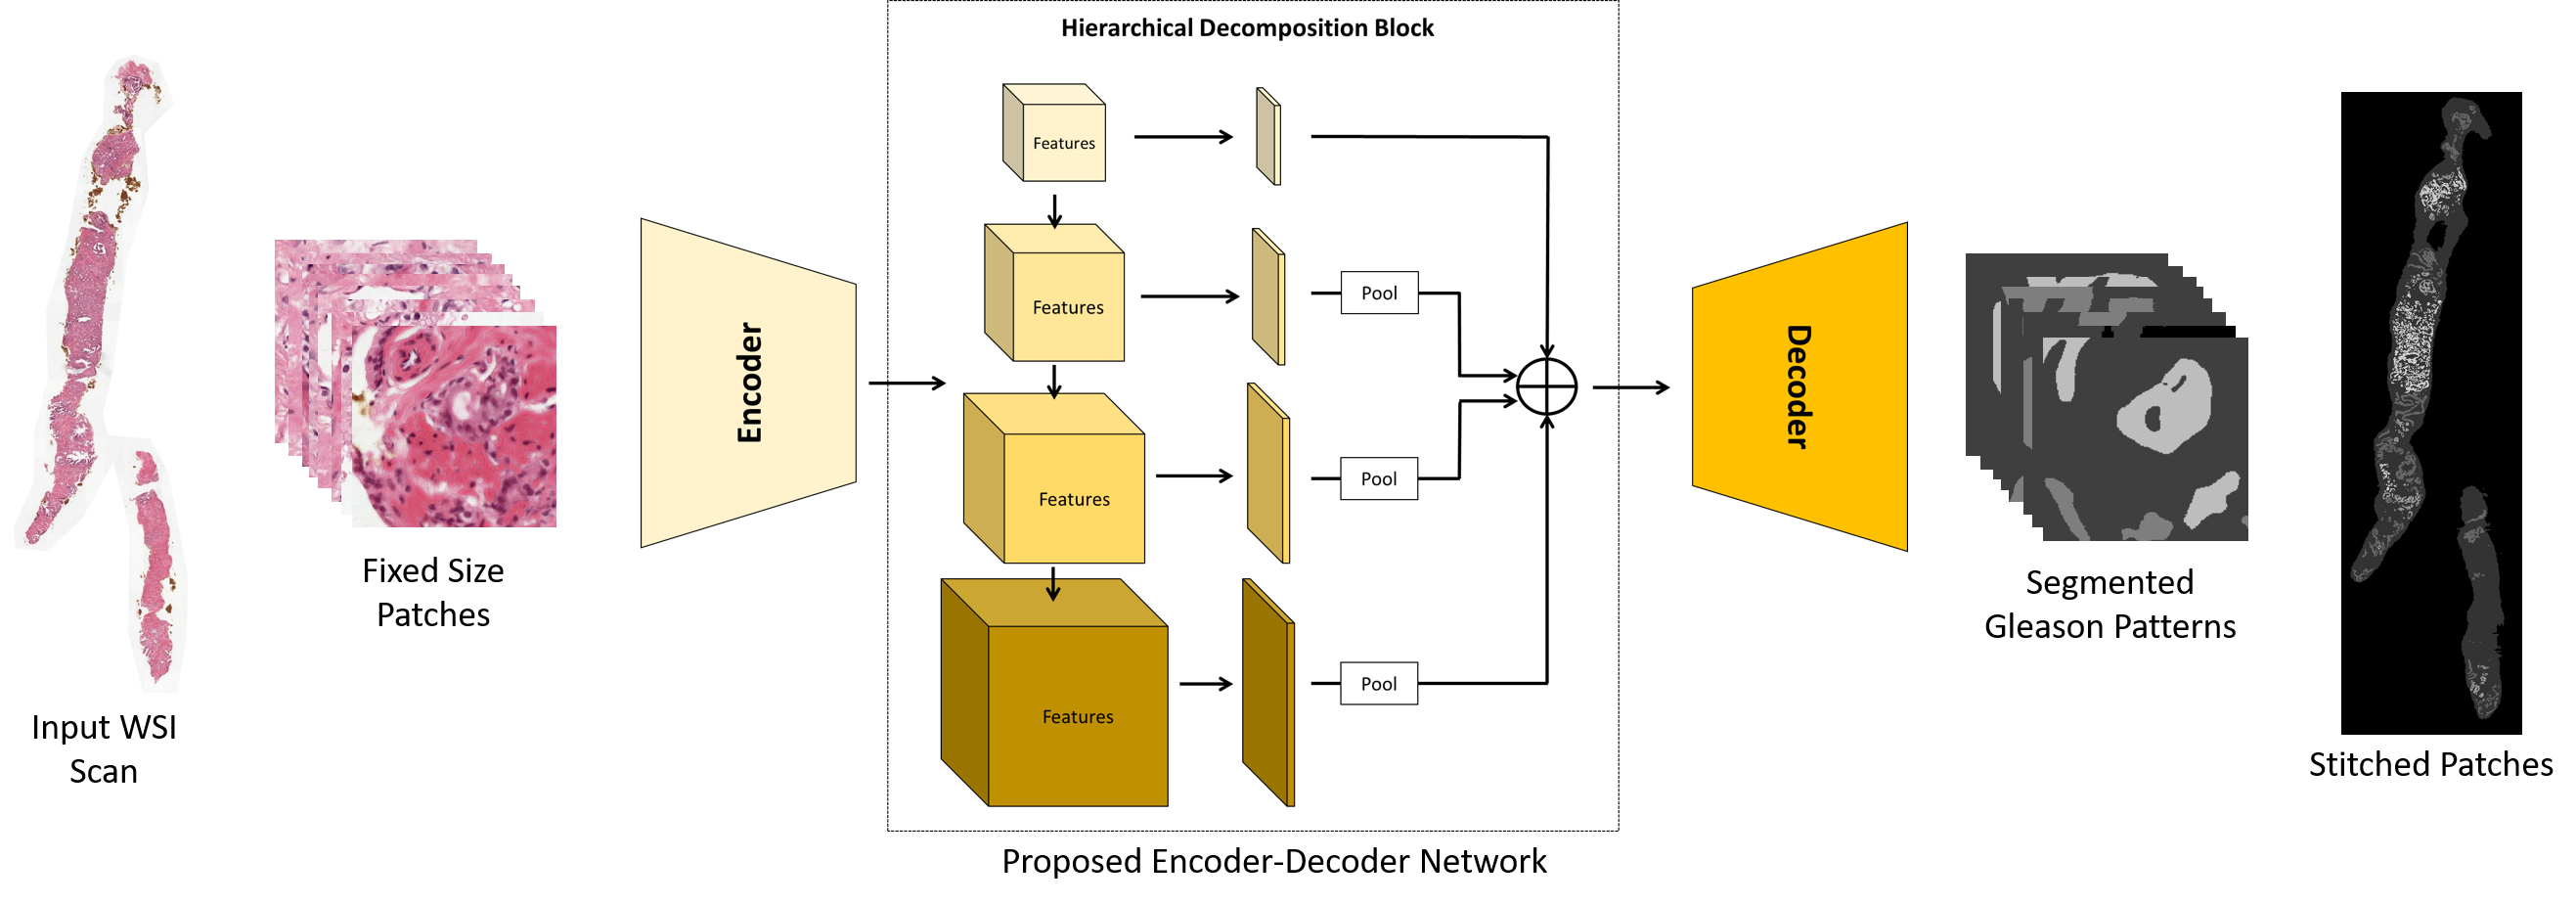 Hierarchical Decomposition Block
Features
Features
Pool
Features
Pool
Features
Pool
Encoder
Decoder
Input WSI
Scan
Fixed Size
Patches
Segmented
Gleason Patterns
Stitched Patches
Proposed Encoder-Decoder Network